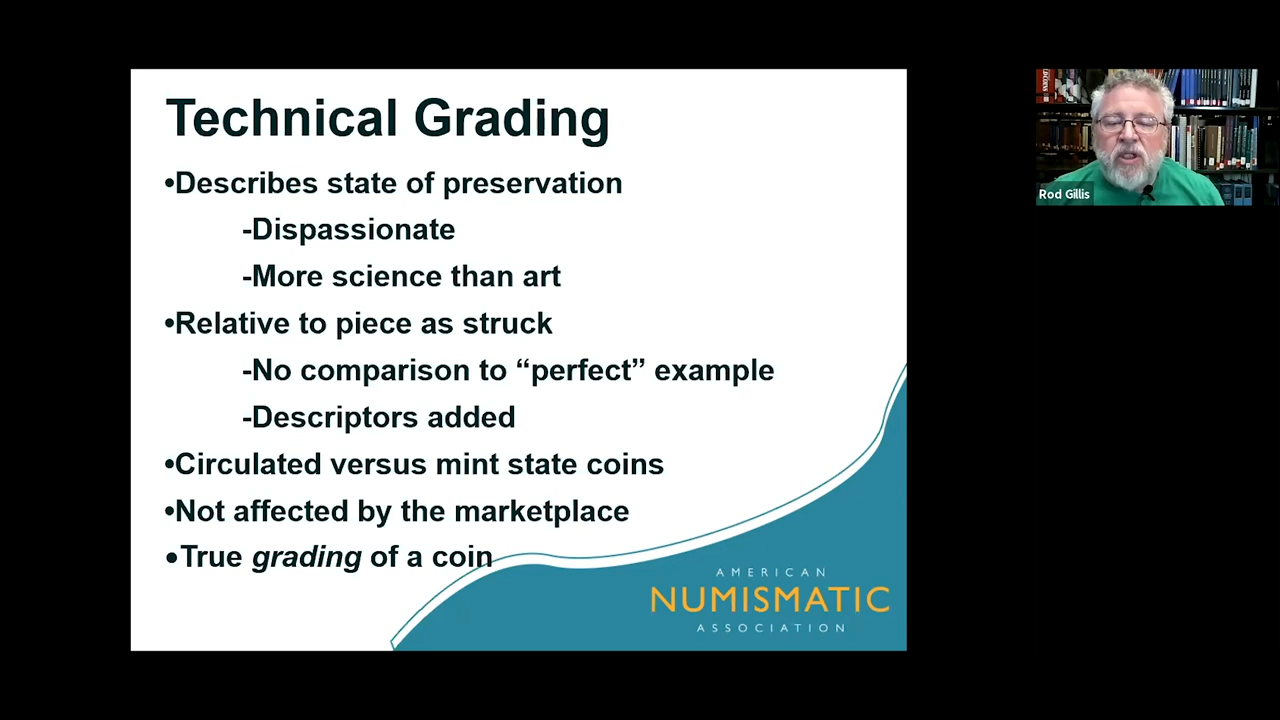 Technical Grading
•Describes state of preservation
-Dispassionate
-More science than art
•Relative to piece as struck
-No comparison to “perfect” example
-Descriptors added
•Circulated versus mint state coins
•Not affected by the marketplace
•True grading of a coin
AMERICAN
NUMISMATIC
ASSOCIATION
Rod Gillis